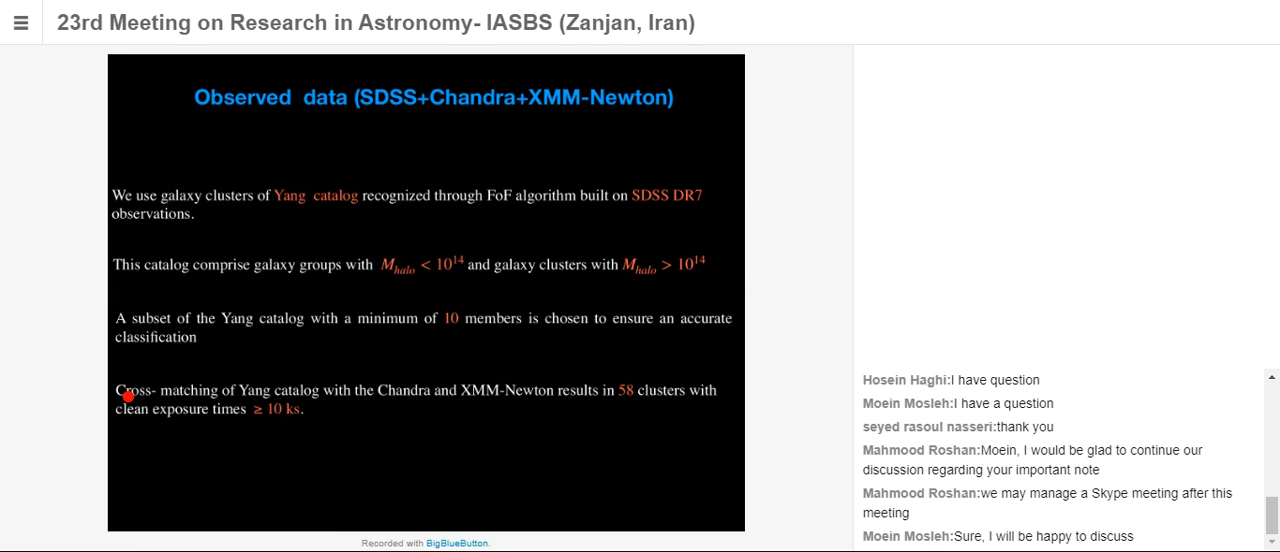 23rd Meeting on Research in Astronomy- IASBS (Zanjan, Iran)
Observed data (SDSS+Chandra+XMM-Newton)
We use galaxy clusters of Yang catalog recognized through FoF algorithm built on SDSS DR7
observations.
This catalog comprise galaxy groups with M_halo < 10^14 and galaxy clusters with M_halo > 10^14
A subset of the Yang catalog with a minimum of 10 members is chosen to ensure an accurate
classification
Cross- matching of Yang catalog with the Chandra and XMM-Newton results in 58 clusters with
clean exposure times ≥ 10 ks.
Recorded with BigBlueButton.
Hosein Haghi:I have question
Moein Mosleh:I have a question
seyed rasoul nasseri:thank you
Mahmood Roshan:Moein, I would be glad to continue our
discussion regarding your important note
Mahmood Roshan:we may manage a Skype meeting after this
meeting
Moein Mosleh:Sure, I will be happy to discuss